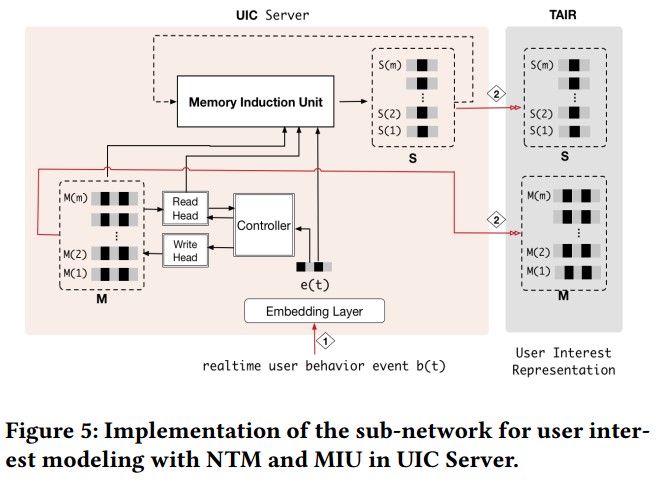 UIC Server
TAIR
Memory Induction Unit
S(m)
S(2)
S(1)
S
2
S(m)
S(2)
S(1)
S
M(m)
M(2)
M(1)
M
Read
Head
Write
Head
Controller
e(t)
2
M(m)
M(2)
M(1)
M
Embedding Layer
1
realtime user behavior event b(t)
User Interest
Representation
Figure 5: Implementation of the sub-network for user inter-
est modeling with NTM and MIU in UIC Server.